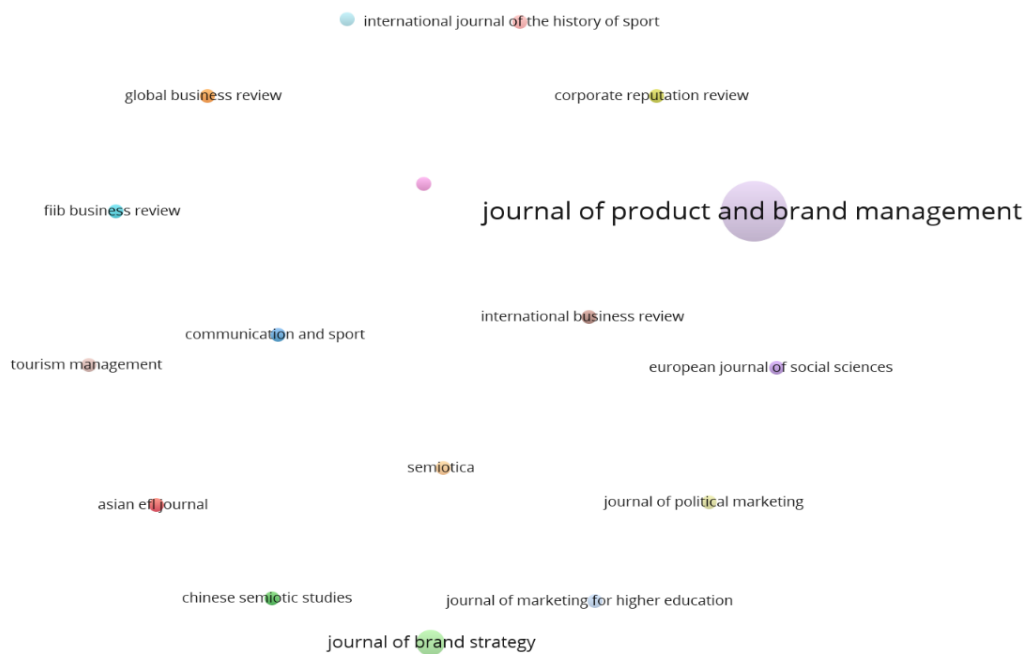 international journal of the history of sport
global business review
corporate reputation review
fiib business review
journal of product and brand management
international business review
communication and sport
tourism management
european journal of social sciences
semiotica
asian efl journal
journal of political marketing
chinese semiotic studies
journal of marketing for higher education
journal of brand strategy